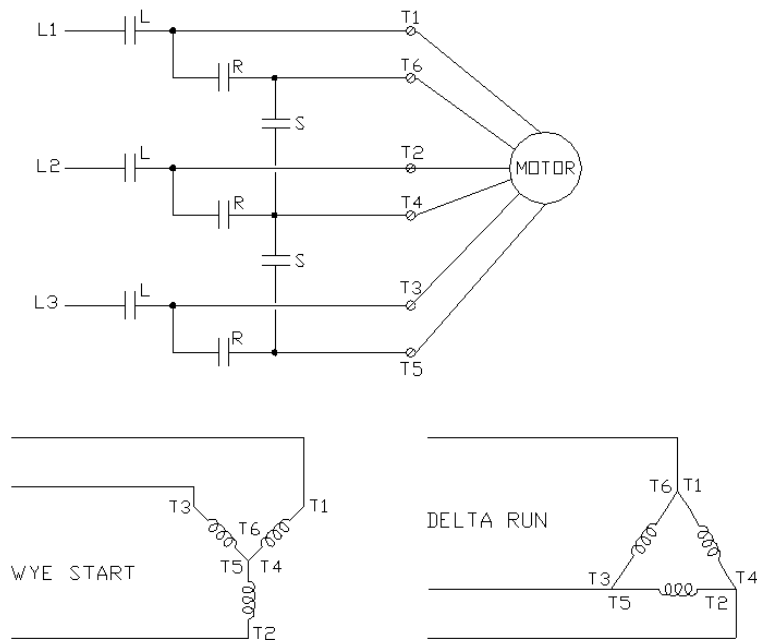 L1 L T1
R T6
S
L2 L T2 MOTOR
R T4
S
L3 L T3
R
T5
T3 T6 T1
T5 T4
WYE START
T2
T6 T1
DELTA RUN
T3 T4
T5 T2